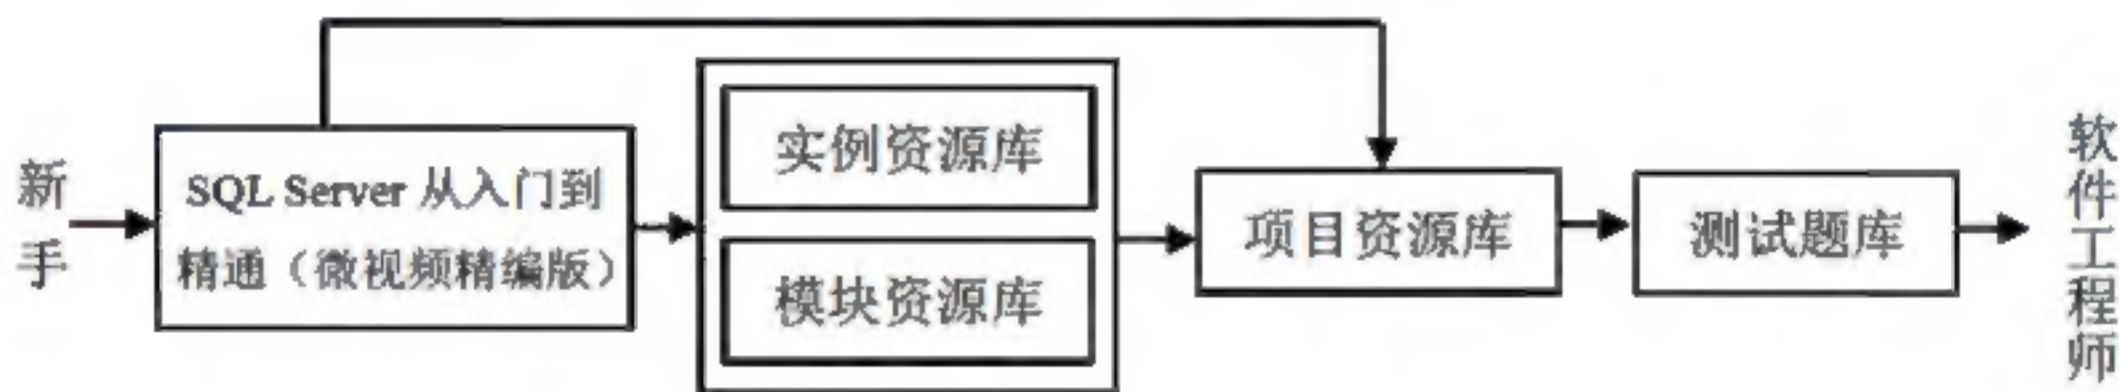 新手
SQL Server 从入门到
精通（微视频精编版）
实例资源库
模块资源库
项目资源库
测试题库
软件工程师